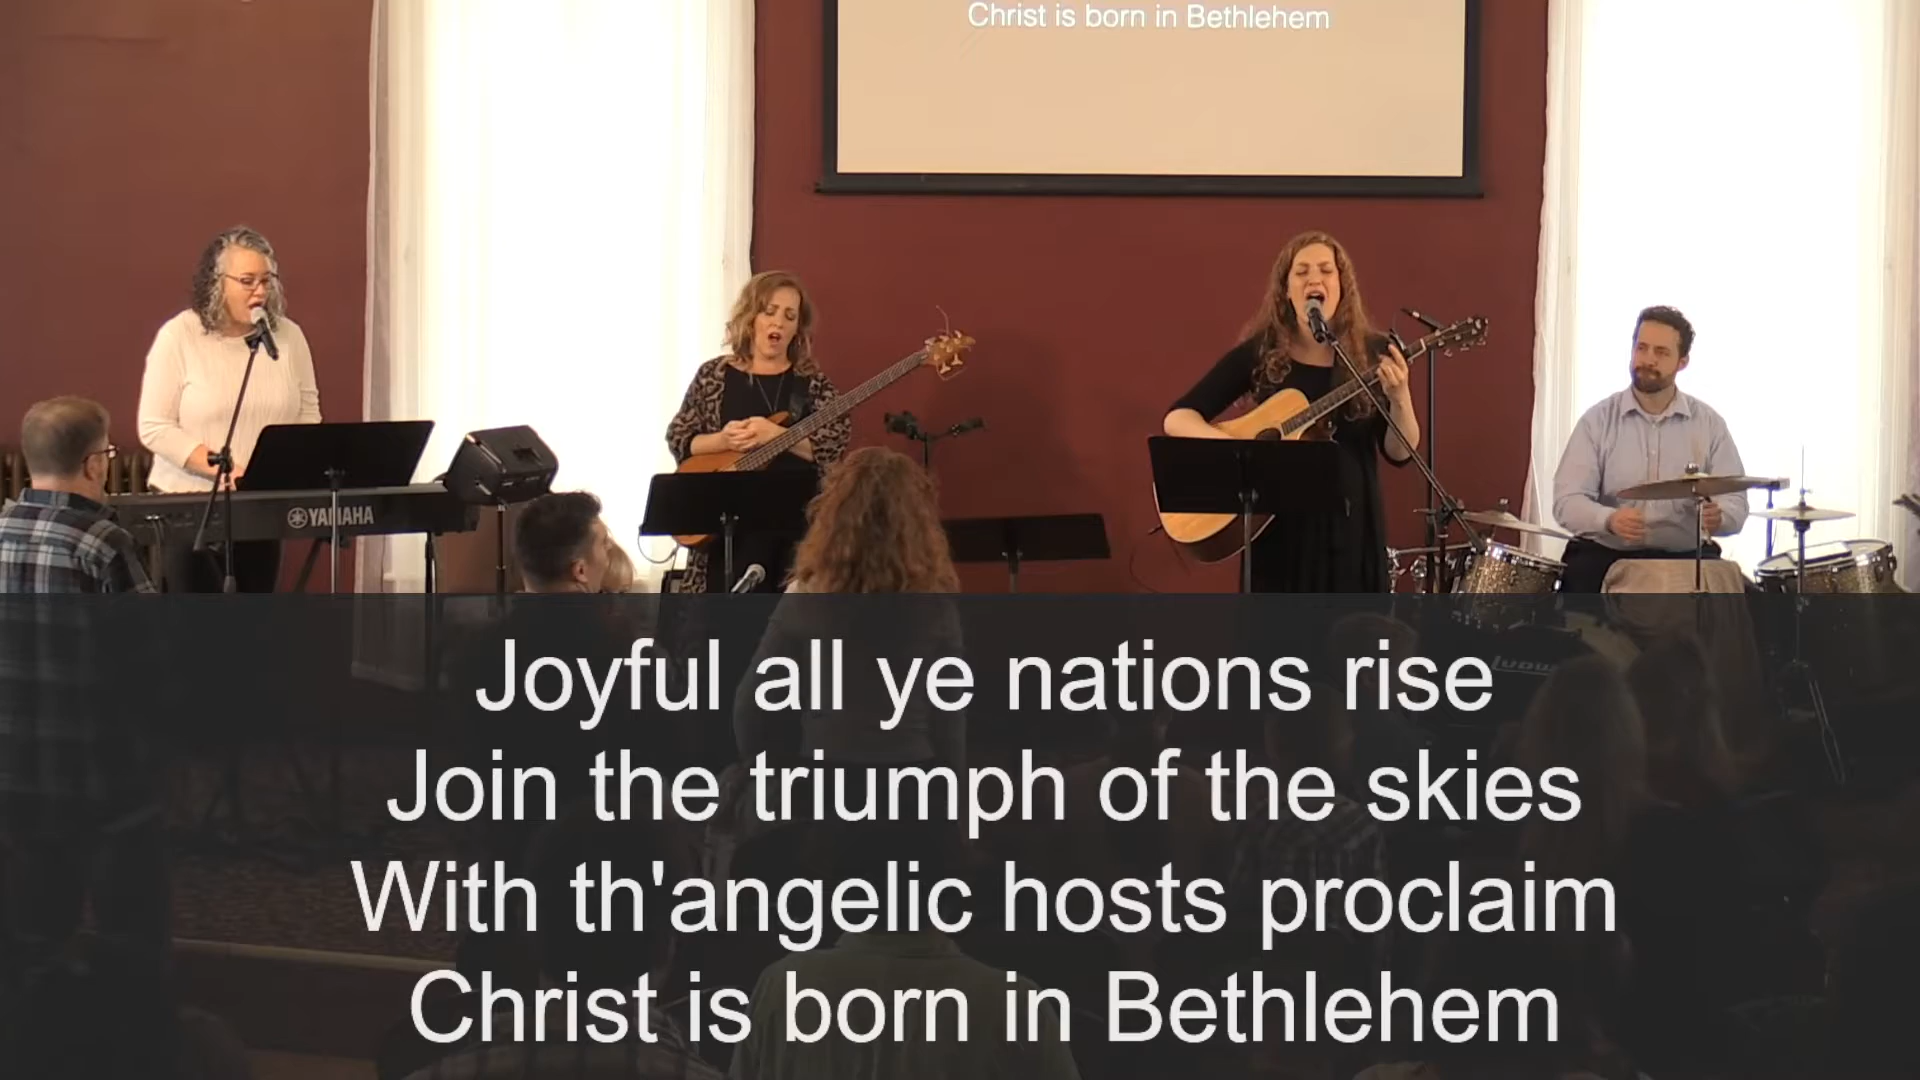 Christ is born in Bethlehem
YAMAHA
Joyful all ye nations rise
Join the triumph of the skies
With th'angelic hosts proclaim
Christ is born in Bethlehem
Ludwig